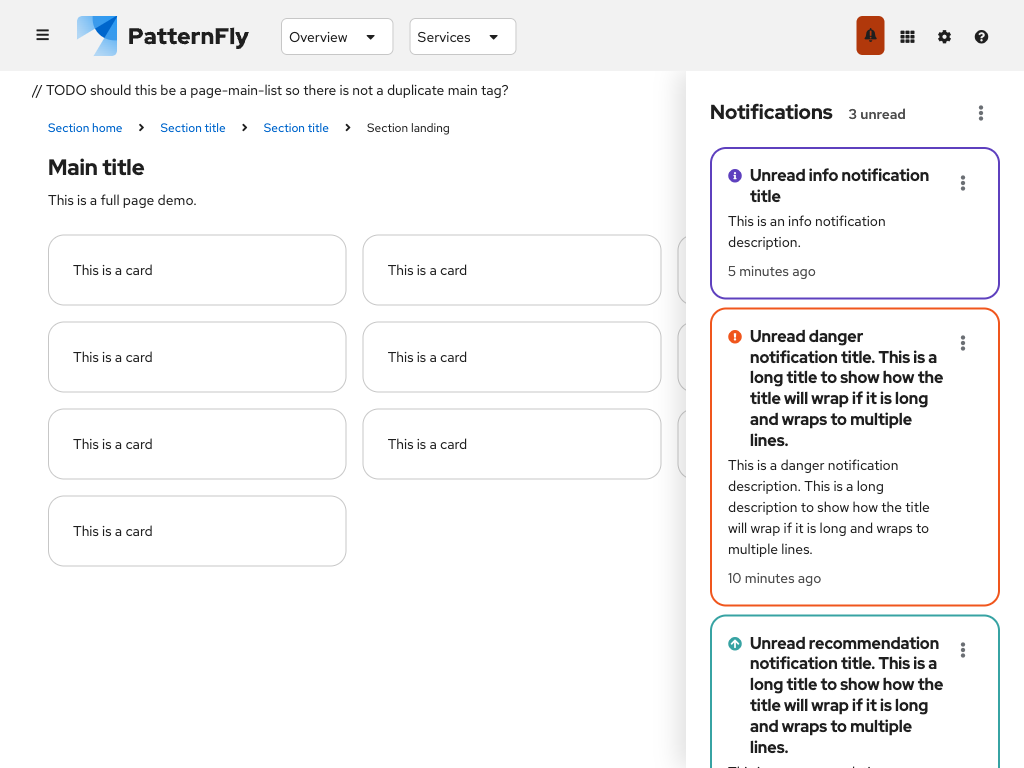 PatternFly
Overview
Services
// TODO should this be a page-main-list so there is not a duplicate main tag?
Section home
Section title
Section title
Section landing
Main title
This is a full page demo.
This is a card
This is a card
This is a card
This is a card
This is a card
This is a card
This is a card
Notifications
3 unread
Unread info notification
title
This is an info notification
description.
5 minutes ago
Unread danger
notification title. This is a
long title to show how the
title will wrap if it is long
and wraps to multiple
lines.
This is a danger notification
description. This is a long
description to show how the title
will wrap if it is long and wraps to
multiple lines.
10 minutes ago
Unread recommendation
notification title. This is a
long title to show how the
title will wrap if it is long
and wraps to multiple
lines.